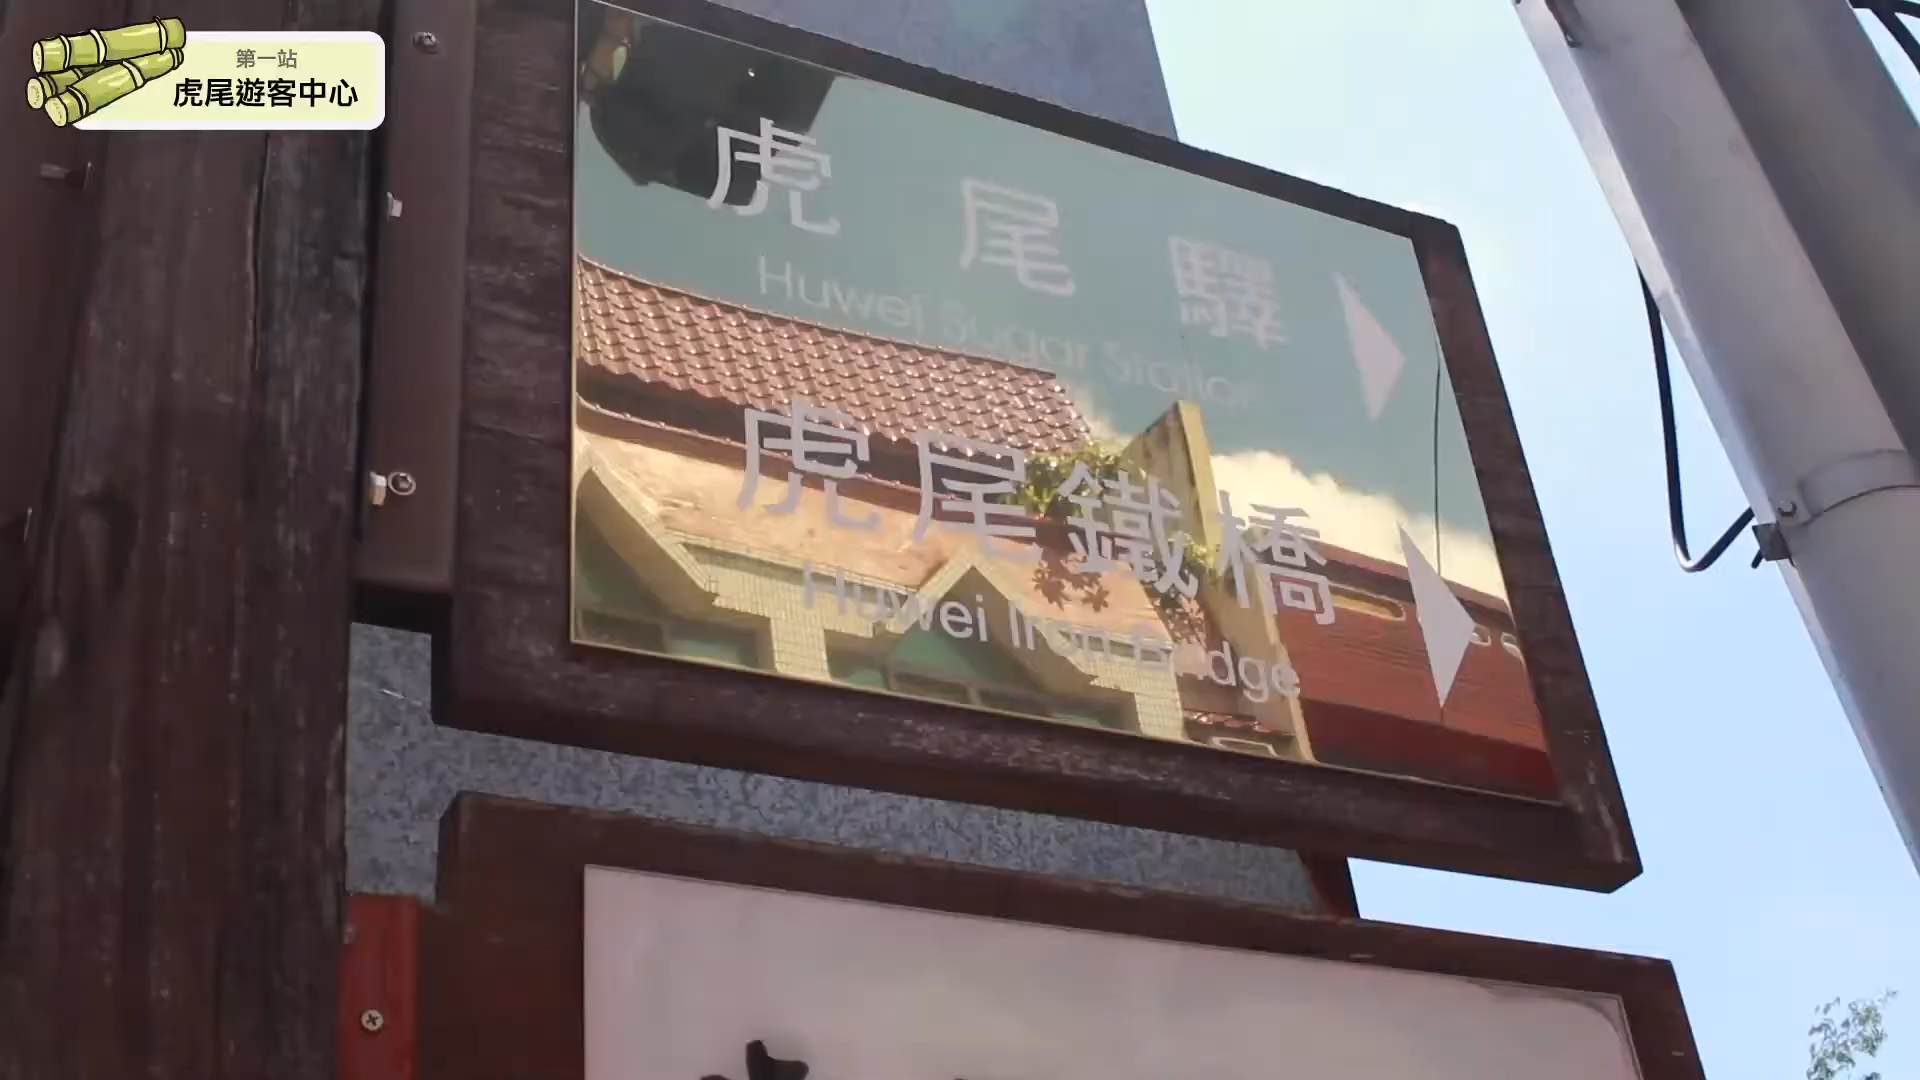 第一站
虎尾遊客中心
虎尾驛
Huwei Sugar Station
虎尾鐵橋
Huwei Iron Bridge